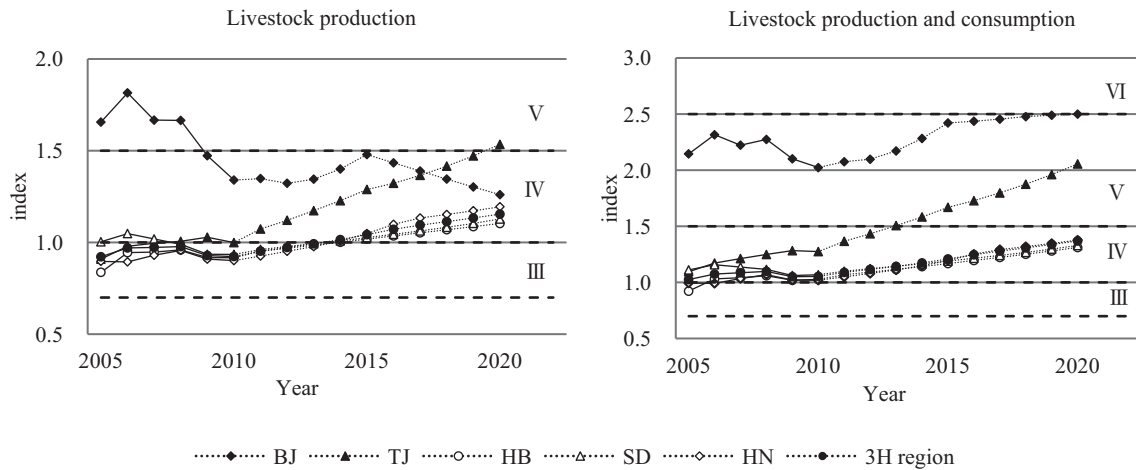 Livestock production
2.0
1.5
1.0
0.5
index
V
IV
III
2005
2010
2015
2020
Year
Livestock production and consumption
3.0
2.5
2.0
1.5
1.0
0.5
index
VI
V
IV
III
2005
2010
2015
2020
Year
BJ TJ HB SD HN 3H region